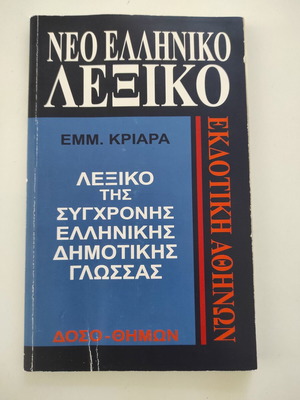 ΝΕΟ ΕΛΛΗΝΙΚΟ
ΛΕΞΙΚΟ
ΕΜΜ. ΚΡΙΑΡΑ
ΛΕΞΙΚΟ
ΤΗΣ
ΣΥΓΧΡΟΝΗΣ
ΕΛΛΗΝΙΚΗΣ
ΔΗΜΟΤΙΚΗΣ
ΓΛΩΣΣΑΣ
ΔΟΣΟ-ΘΗΜΩΝ
ΕΚΔΟΤΙΚΗ ΑΘΗΝΩΝ